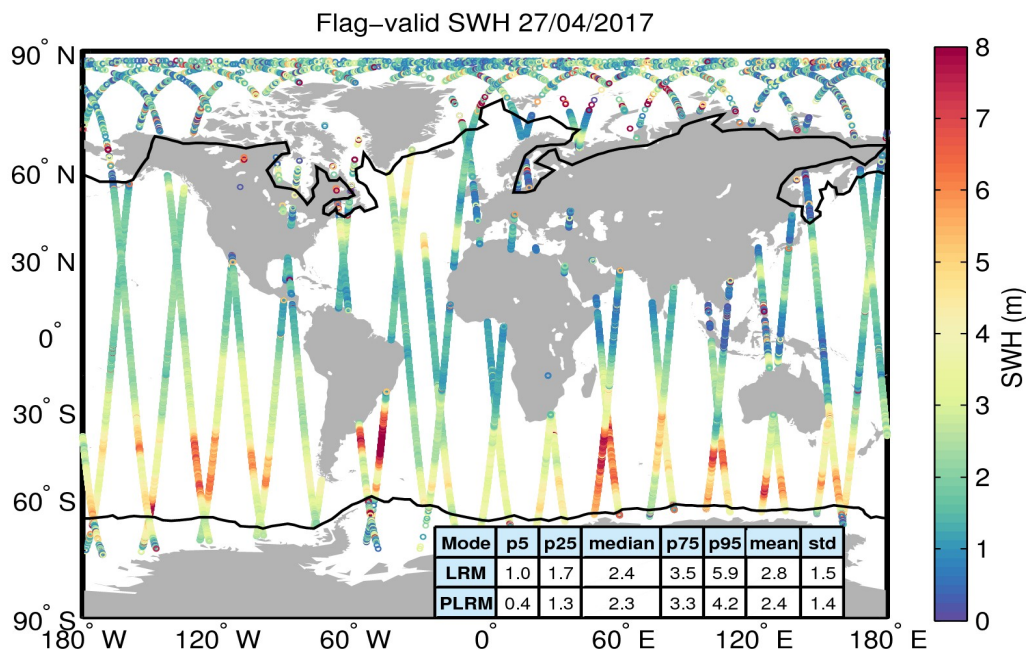 Flag−valid SWH 27/04/2017
90° N
60° N
30° N
0°
30° S
60° S
90° S
180° W 120° W 60° W 0° 60° E 120° E 180° E
Mode p5 p25 median p75 p95 mean std
LRM 1.0 1.7 2.4 3.5 5.9 2.8 1.5
PLRM 0.4 1.3 2.3 3.3 4.2 2.4 1.4
8
7
6
5
4
3
2
1
0
SWH (m)